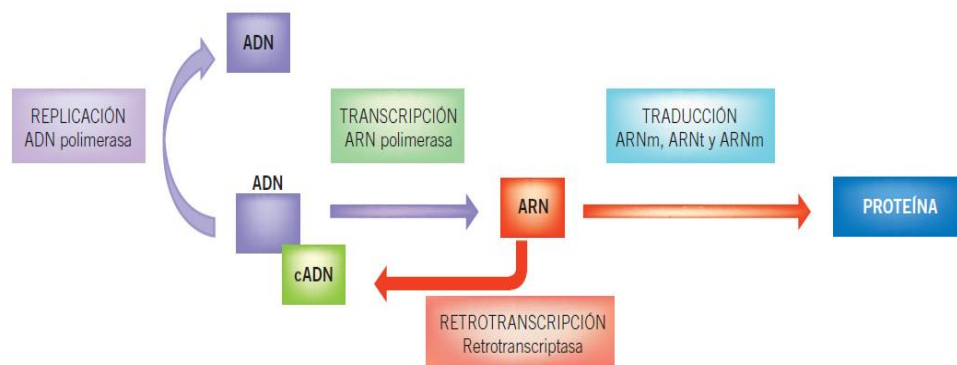 ADN
REPLICACIÓN
ADN polimerasa
TRANSCRIPCIÓN
ARN polimerasa
TRADUCCIÓN
ARNm, ARNt y ARNm
ADN
ARN
PROTEÍNA
cADN
RETROTRANSCRIPCIÓN
Retrotranscriptasa